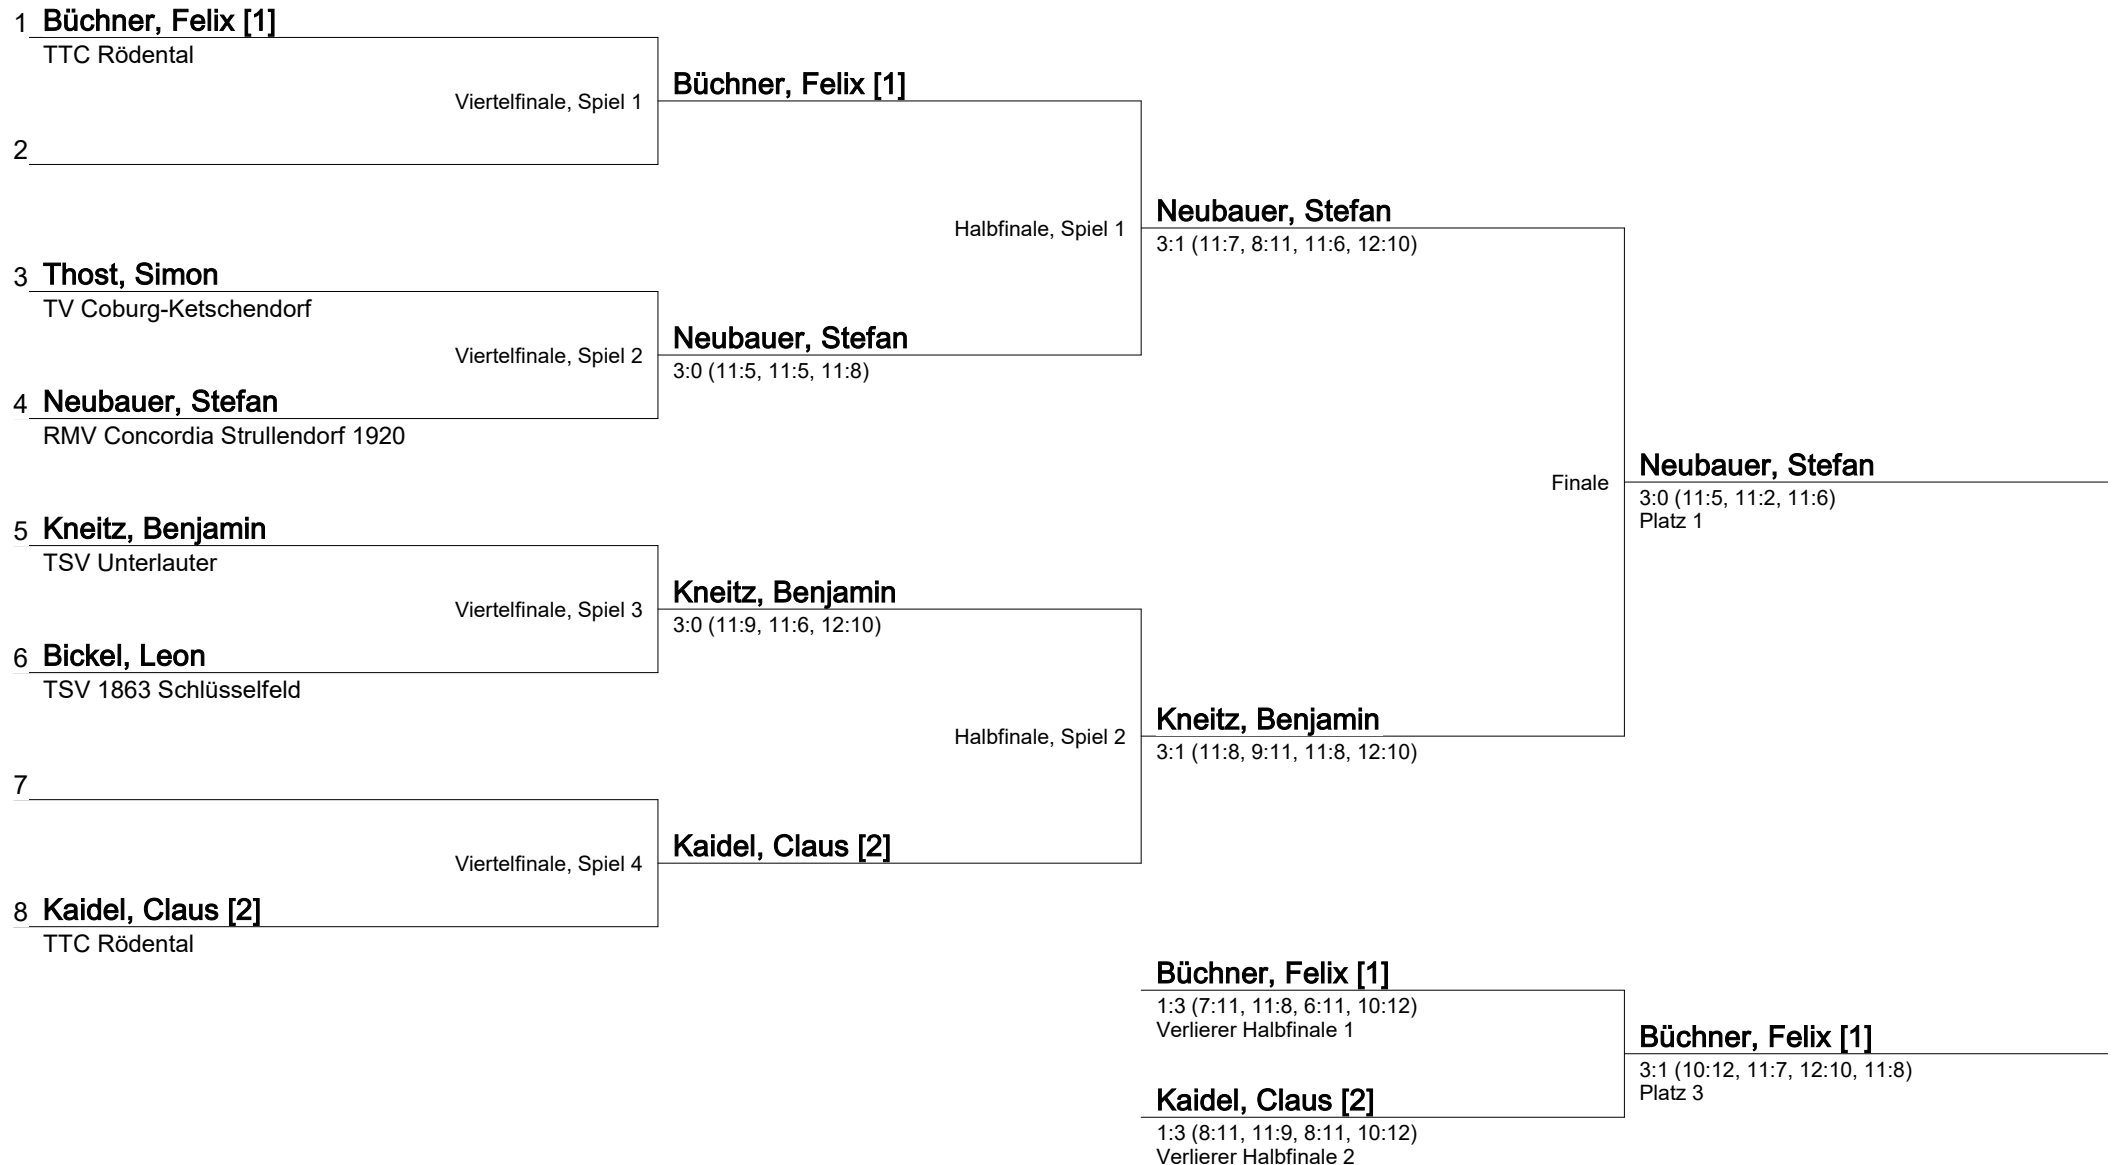 1 Büchner, Felix [1]
TTC Rödental
Viertelfinale, Spiel 1
Büchner, Felix [1]
2
Halbfinale, Spiel 1
Neubauer, Stefan
3:1 (11:7, 8:11, 11:6, 12:10)
3 Thost, Simon
TV Coburg-Ketschendorf
Viertelfinale, Spiel 2
Neubauer, Stefan
3:0 (11:5, 11:5, 11:8)
4 Neubauer, Stefan
RMV Concordia Strullendorf 1920
Finale
Neubauer, Stefan
3:0 (11:5, 11:2, 11:6)
Platz 1
5 Kneitz, Benjamin
TSV Unterlauter
Viertelfinale, Spiel 3
Kneitz, Benjamin
3:0 (11:9, 11:6, 12:10)
6 Bickel, Leon
TSV 1863 Schlüsselfeld
Halbfinale, Spiel 2
Kneitz, Benjamin
3:1 (11:8, 9:11, 11:8, 12:10)
7
Viertelfinale, Spiel 4
Kaidel, Claus [2]
8 Kaidel, Claus [2]
TTC Rödental
Büchner, Felix [1]
1:3 (7:11, 11:8, 6:11, 10:12)
Verlierer Halbfinale 1
Büchner, Felix [1]
3:1 (10:12, 11:7, 12:10, 11:8)
Platz 3
Kaidel, Claus [2]
1:3 (8:11, 11:9, 8:11, 10:12)
Verlierer Halbfinale 2